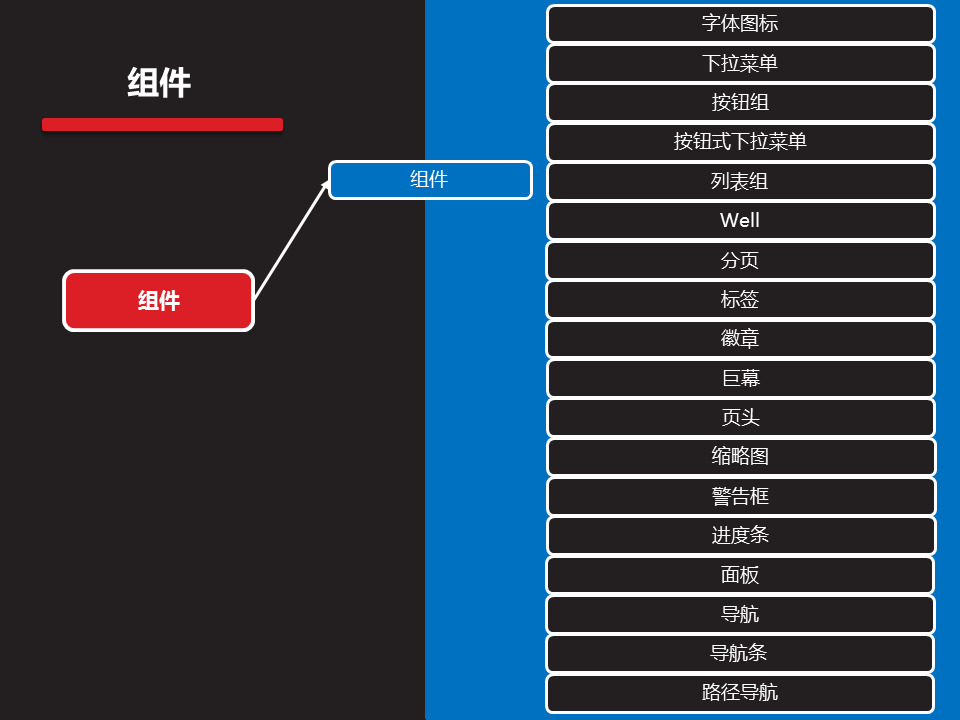 组件
组件
组件
字体图标
下拉菜单
按钮组
按钮式下拉菜单
列表组
Well
分页
标签
徽章
巨幕
页头
缩略图
警告框
进度条
面板
导航
导航条
路径导航